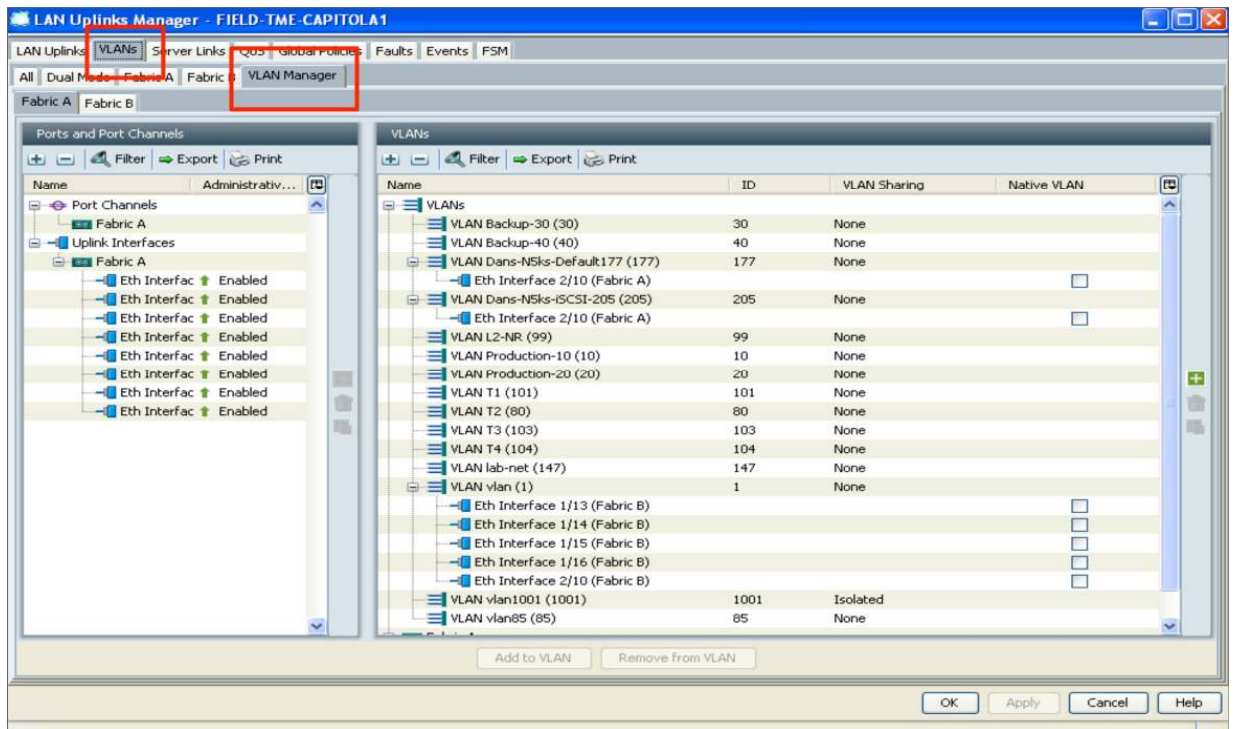 LAN Uplinks Manager - FIELD-TME-CAPITOLA1
LAN Uplinks VLANs Server Links QoS Global Policies Faults Events FSM
All Dual Mode Fabric A Fabric B VLAN Manager
Fabric A Fabric B
Ports and Port Channels
Filter Export Print
Name Administrativ...
Port Channels
Fabric A
Uplink Interfaces
Fabric A
Eth Interfac Enabled
Eth Interfac Enabled
Eth Interfac Enabled
Eth Interfac Enabled
Eth Interfac Enabled
Eth Interfac Enabled
Eth Interfac Enabled
Eth Interfac Enabled
VLANs
Filter Export Print
Name ID VLAN Sharing Native VLAN
VLANs
VLAN Backup-30 (30) 30 None
VLAN Backup-40 (40) 40 None
VLAN Dans-N5ks-Default177 (177) 177 None
Eth Interface 2/10 (Fabric A)
VLAN Dans-N5ks-iSCSI-205 (205) 205 None
Eth Interface 2/10 (Fabric A)
VLAN L2-NR (99) 99 None
VLAN Production-10 (10) 10 None
VLAN Production-20 (20) 20 None
VLAN T1 (101) 101 None
VLAN T2 (80) 80 None
VLAN T3 (103) 103 None
VLAN T4 (104) 104 None
VLAN lab-net (147) 147 None
VLAN vlan (1) 1 None
Eth Interface 1/13 (Fabric B)
Eth Interface 1/14 (Fabric B)
Eth Interface 1/15 (Fabric B)
Eth Interface 1/16 (Fabric B)
Eth Interface 2/10 (Fabric B)
VLAN vlan1001 (1001) 1001 Isolated
VLAN vlan85 (85) 85 None
Add to VLAN Remove from VLAN
OK Apply Cancel Help